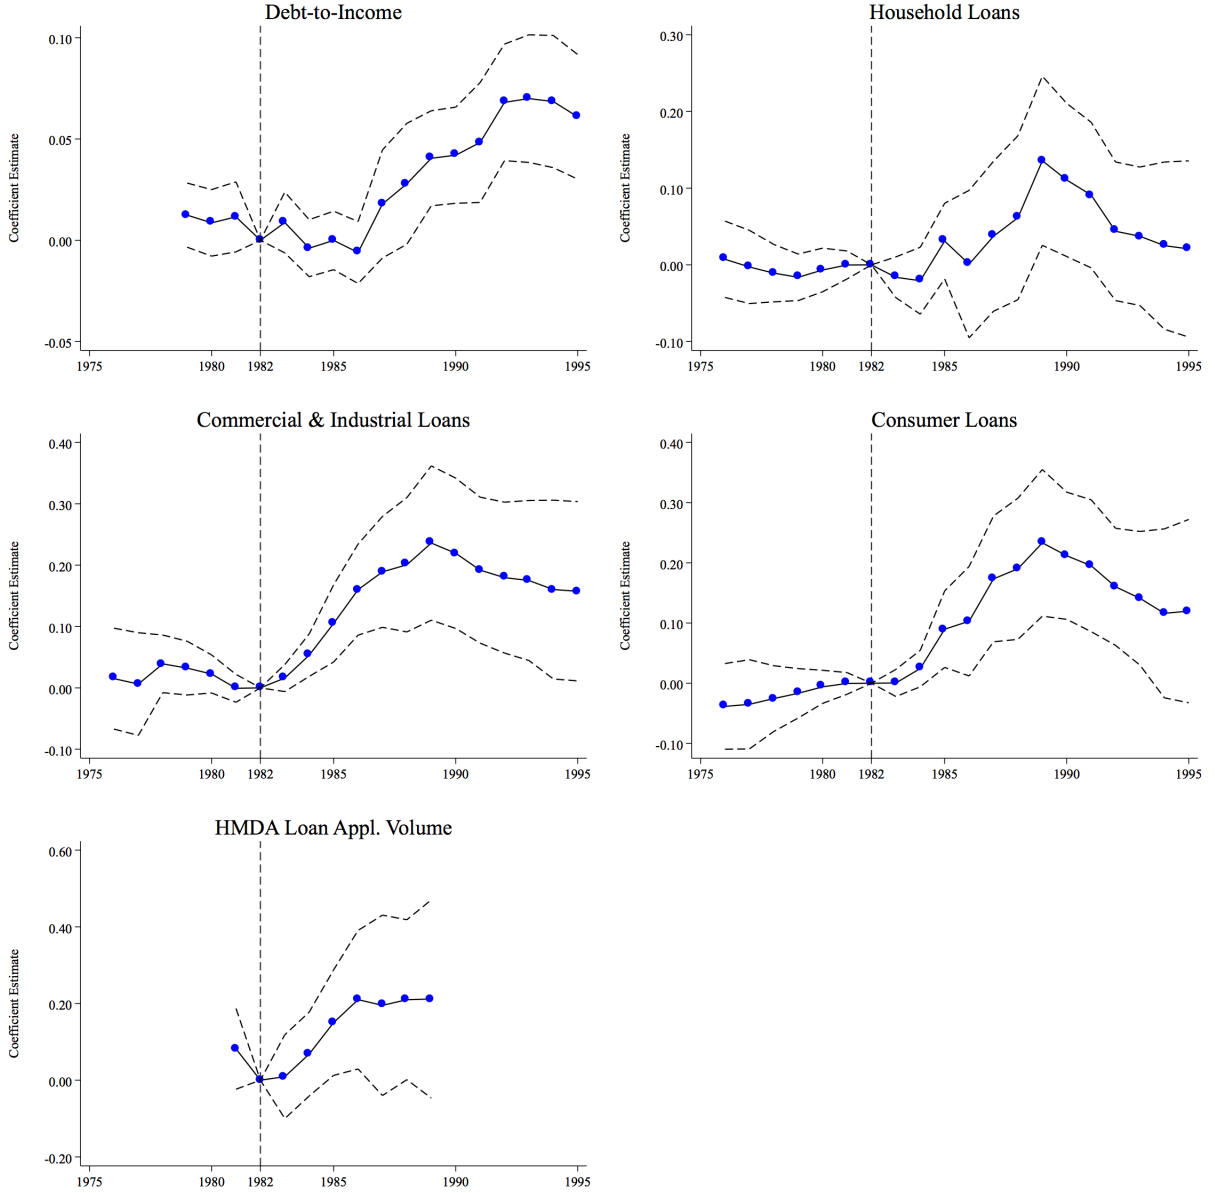 Debt-to-Income
Coefficient Estimate
0.10
0.05
0.00
-0.05
1975 1980 1982 1985 1990 1995
Household Loans
Coefficient Estimate
0.30
0.20
0.10
0.00
-0.10
1975 1980 1982 1985 1990 1995
Commercial & Industrial Loans
Coefficient Estimate
0.40
0.30
0.20
0.10
0.00
-0.10
1975 1980 1982 1985 1990 1995
Consumer Loans
Coefficient Estimate
0.40
0.30
0.20
0.10
0.00
-0.10
1975 1980 1982 1985 1990 1995
HMDA Loan Appl. Volume
Coefficient Estimate
0.60
0.40
0.20
0.00
-0.20
1975 1980 1982 1985 1990 1995